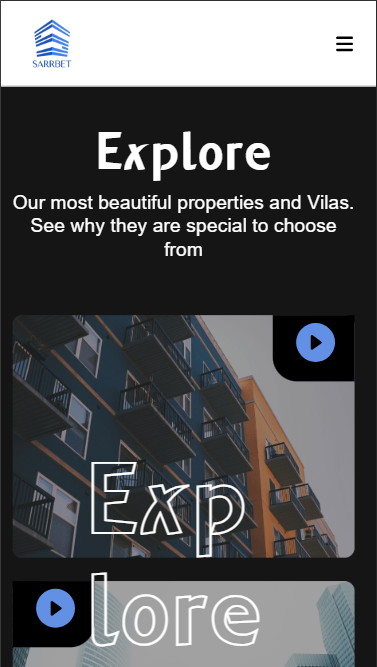 SARRBET
Explore
Our most beautiful properties and Vilas.
See why they are special to choose
from
Exp
lore